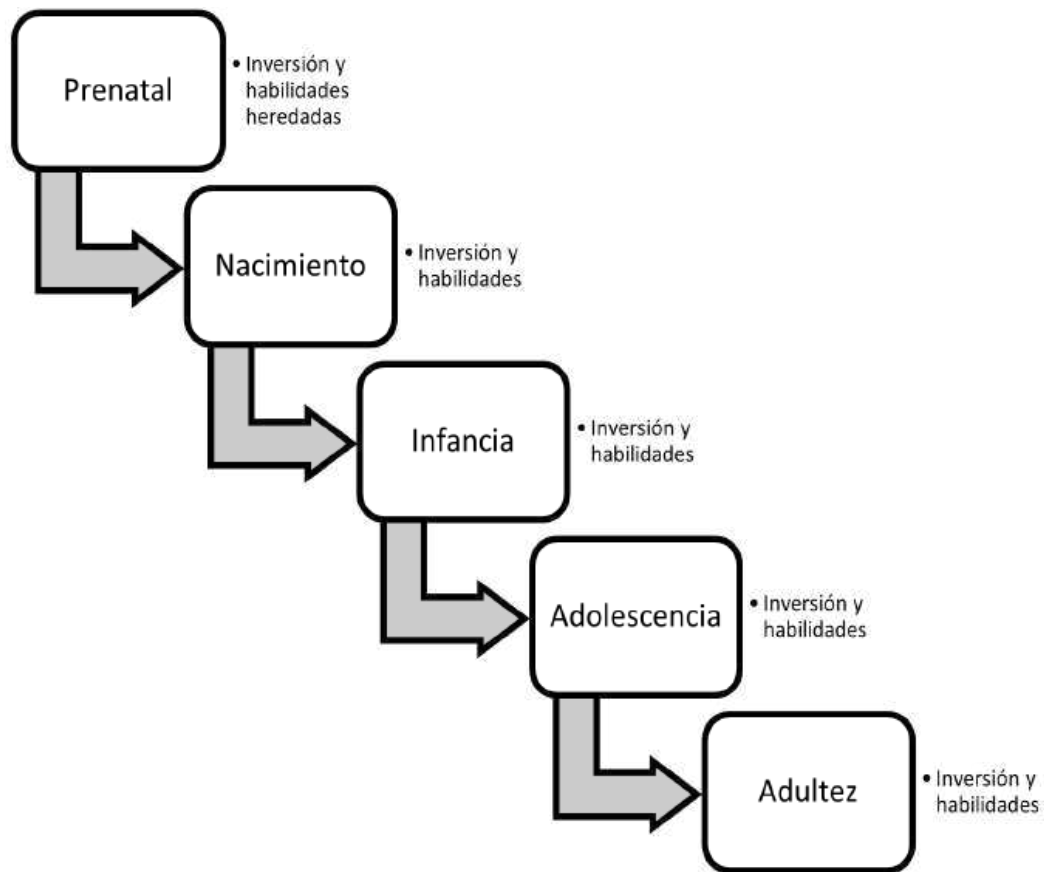 Prenatal
• Inversión y
habilidades
heredadas
Nacimiento
• Inversión y
habilidades
Infancia
• Inversión y
habilidades
Adolescencia
• Inversión y
habilidades
Adultez
• Inversión y
habilidades